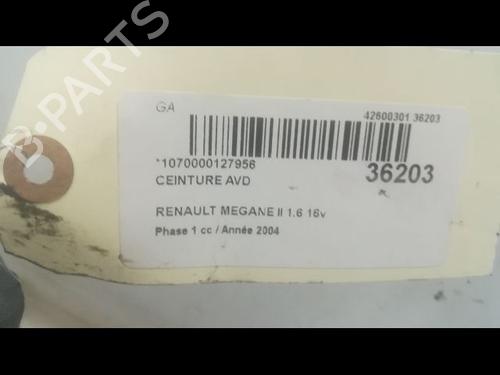 B-PARTS
GA
42600301 36203
*1070000127956
36203
CEINTURE AVD
RENAULT MEGANE II 1.6 16v
Phase 1 cc / Année 2004